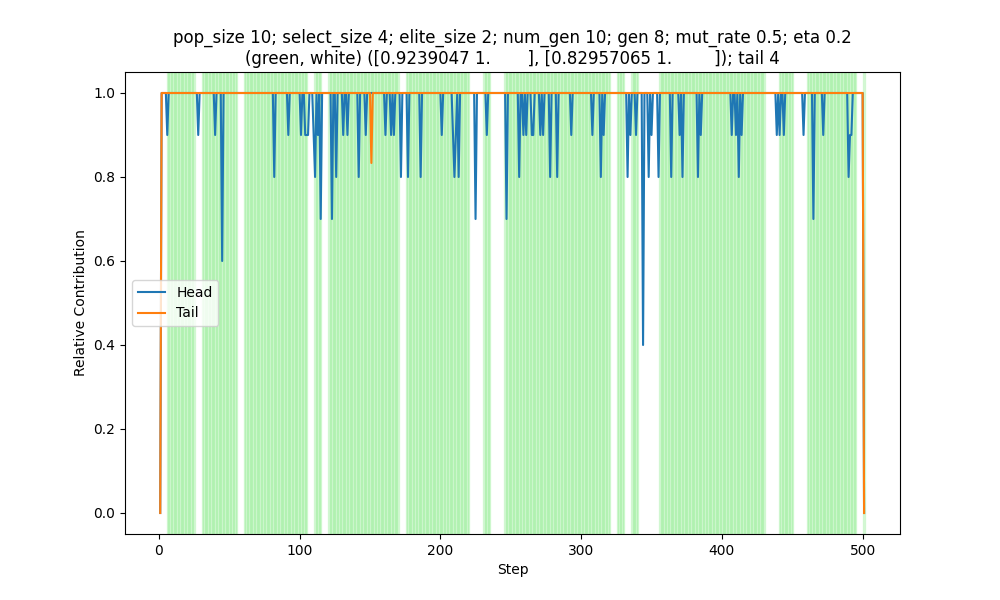 pop_size 10; select_size 4; elite_size 2; num_gen 10; gen 8; mut_rate 0.5; eta 0.2
(green, white) ([0.9239047 1.        ], [0.82957065 1.         ]); tail 4
1.0
0.8
0.6
0.4
0.2
0.0
Relative Contribution
Head
Tail
0
100
200
300
400
500
Step